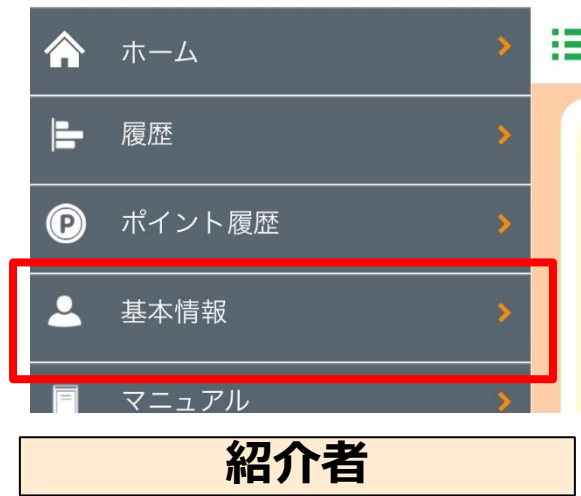 ホーム
履歴
P
ポイント履歴
基本情報
マニュアル
紹介者